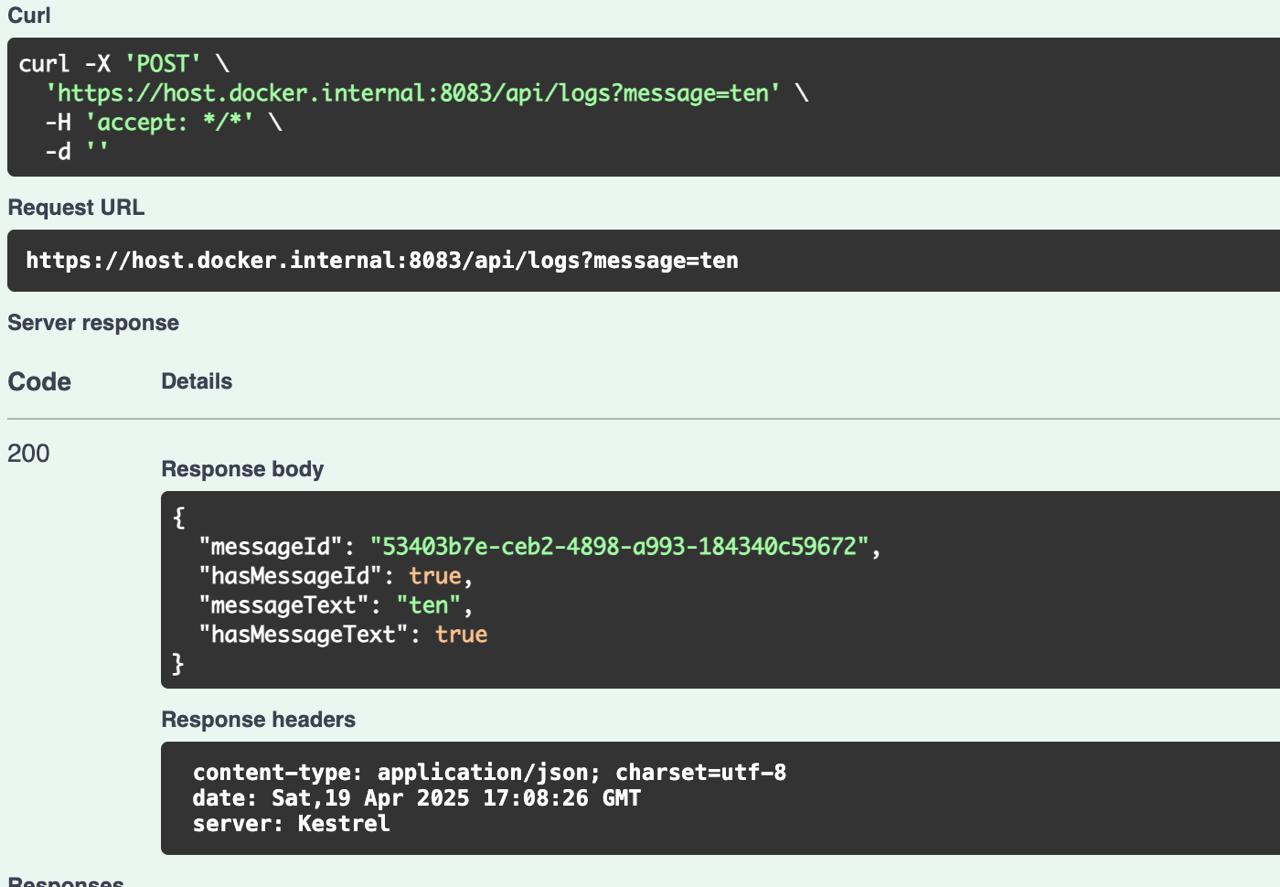 Curl
curl -X 'POST' \
'https://host.docker.internal:8083/api/logs?message=ten' \
-H 'accept: */*' \
-d ''
Request URL
https://host.docker.internal:8083/api/logs?message=ten
Server response
Code Details
200
Response body
{
"messageId": "53403b7e-ceb2-4898-a993-184340c59672",
"hasMessageId": true,
"messageText": "ten",
"hasMessageText": true
}
Response headers
content-type: application/json; charset=utf-8
date: Sat,19 Apr 2025 17:08:26 GMT
server: Kestrel
Responses